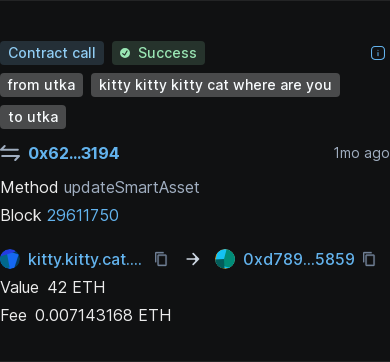 Contract call Success
from utka kitty kitty kitty cat where are you
to utka
0x62...3194 1mo ago
Method updateSmartAsset
Block 29611750
kitty.kitty.cat.... → 0xd789...5859
Value 42 ETH
Fee 0.007143168 ETH